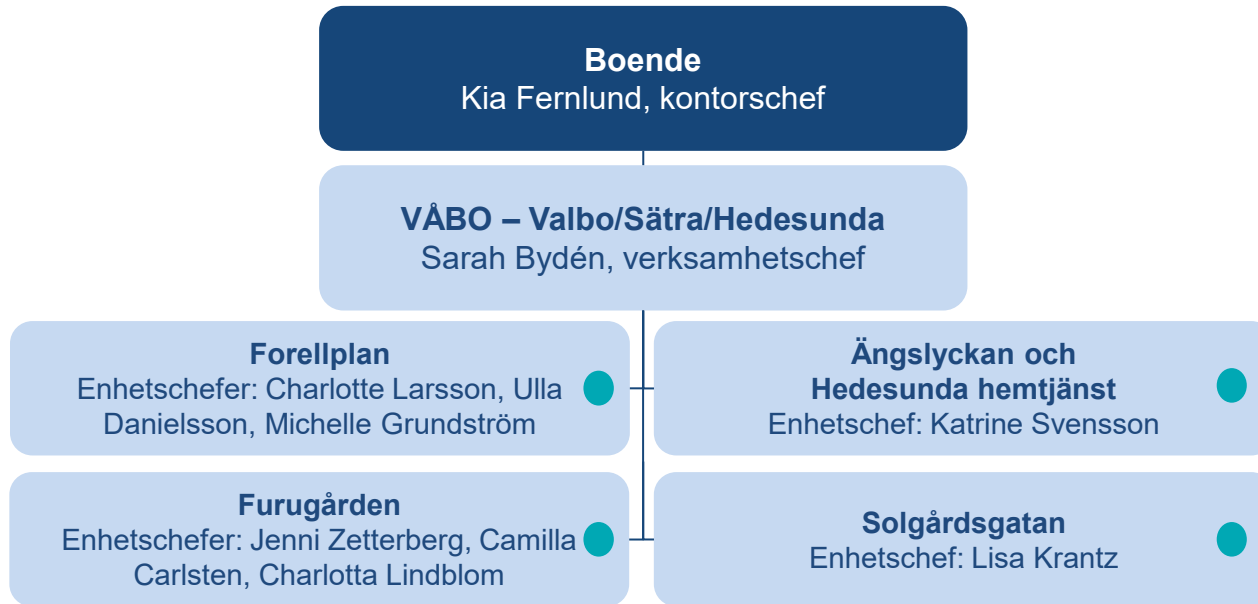 Boende
Kia Fernlund, kontorschef
VÅBO – Valbo/Sätra/Hedesunda
Sarah Bydén, verksamhetschef
Forellplan
Enhetschefer: Charlotte Larsson, Ulla
Danielsson, Michelle Grundström
Ängslyckan och
Hedesunda hemtjänst
Enhetschef: Katrine Svensson
Furugården
Enhetschefer: Jenni Zetterberg, Camilla
Carlsten, Charlotta Lindblom
Solgårdsgatan
Enhetschef: Lisa Krantz